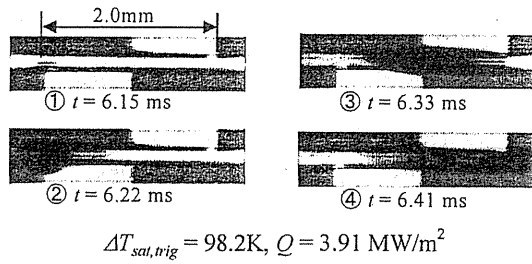 2.0mm
① t = 6.15 ms
② t = 6.22 ms
③ t = 6.33 ms
④ t = 6.41 ms
ΔT_sat,trig = 98.2K, Q = 3.91 MW/m²